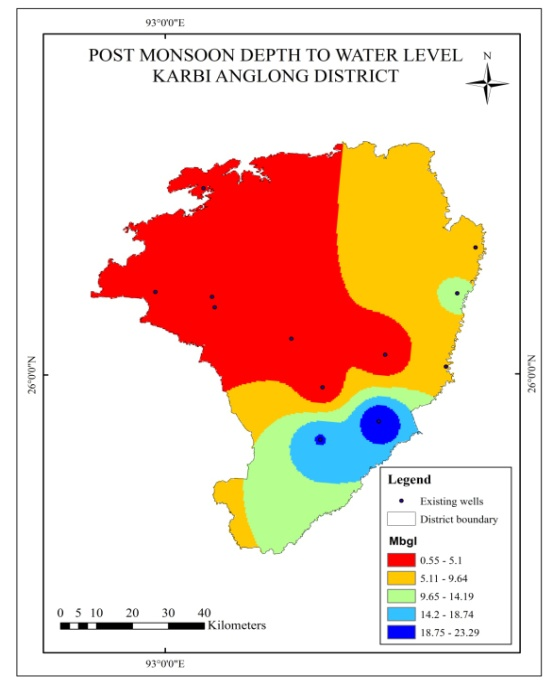 93°0'0"E
POST MONSOON DEPTH TO WATER LEVEL
KARBI ANGLONG DISTRICT
N
26°0'0"N
26°0'0"N
Legend
Existing wells
District boundary
Mbgl
0.55 - 5.1
5.11 - 9.64
9.65 - 14.19
14.2 - 18.74
18.75 - 23.29
0 5 10 20 30 40
Kilometers
93°0'0"E